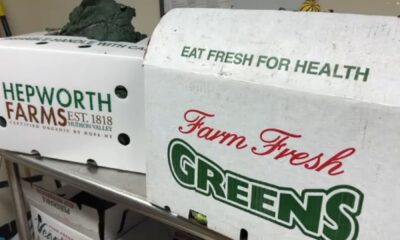 HEPWORTH
FARMS EST. 1818
HUDSON VALLEY
CERTIFIED ORGANIC BY NOFA NY
EAT FRESH FOR HEALTH
Farm Fresh
GREENS